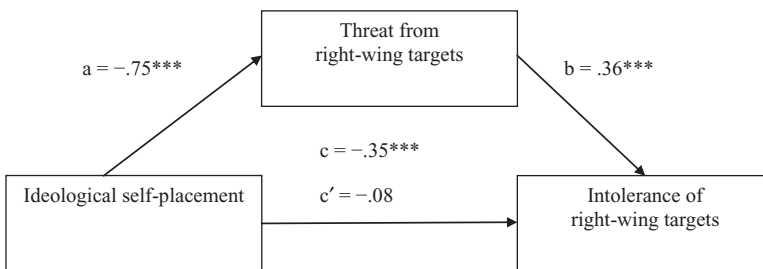 Threat from
right-wing targets
a = −.75***
b = .36***
c = −.35***
Ideological self-placement
c′ = −.08
Intolerance of
right-wing targets